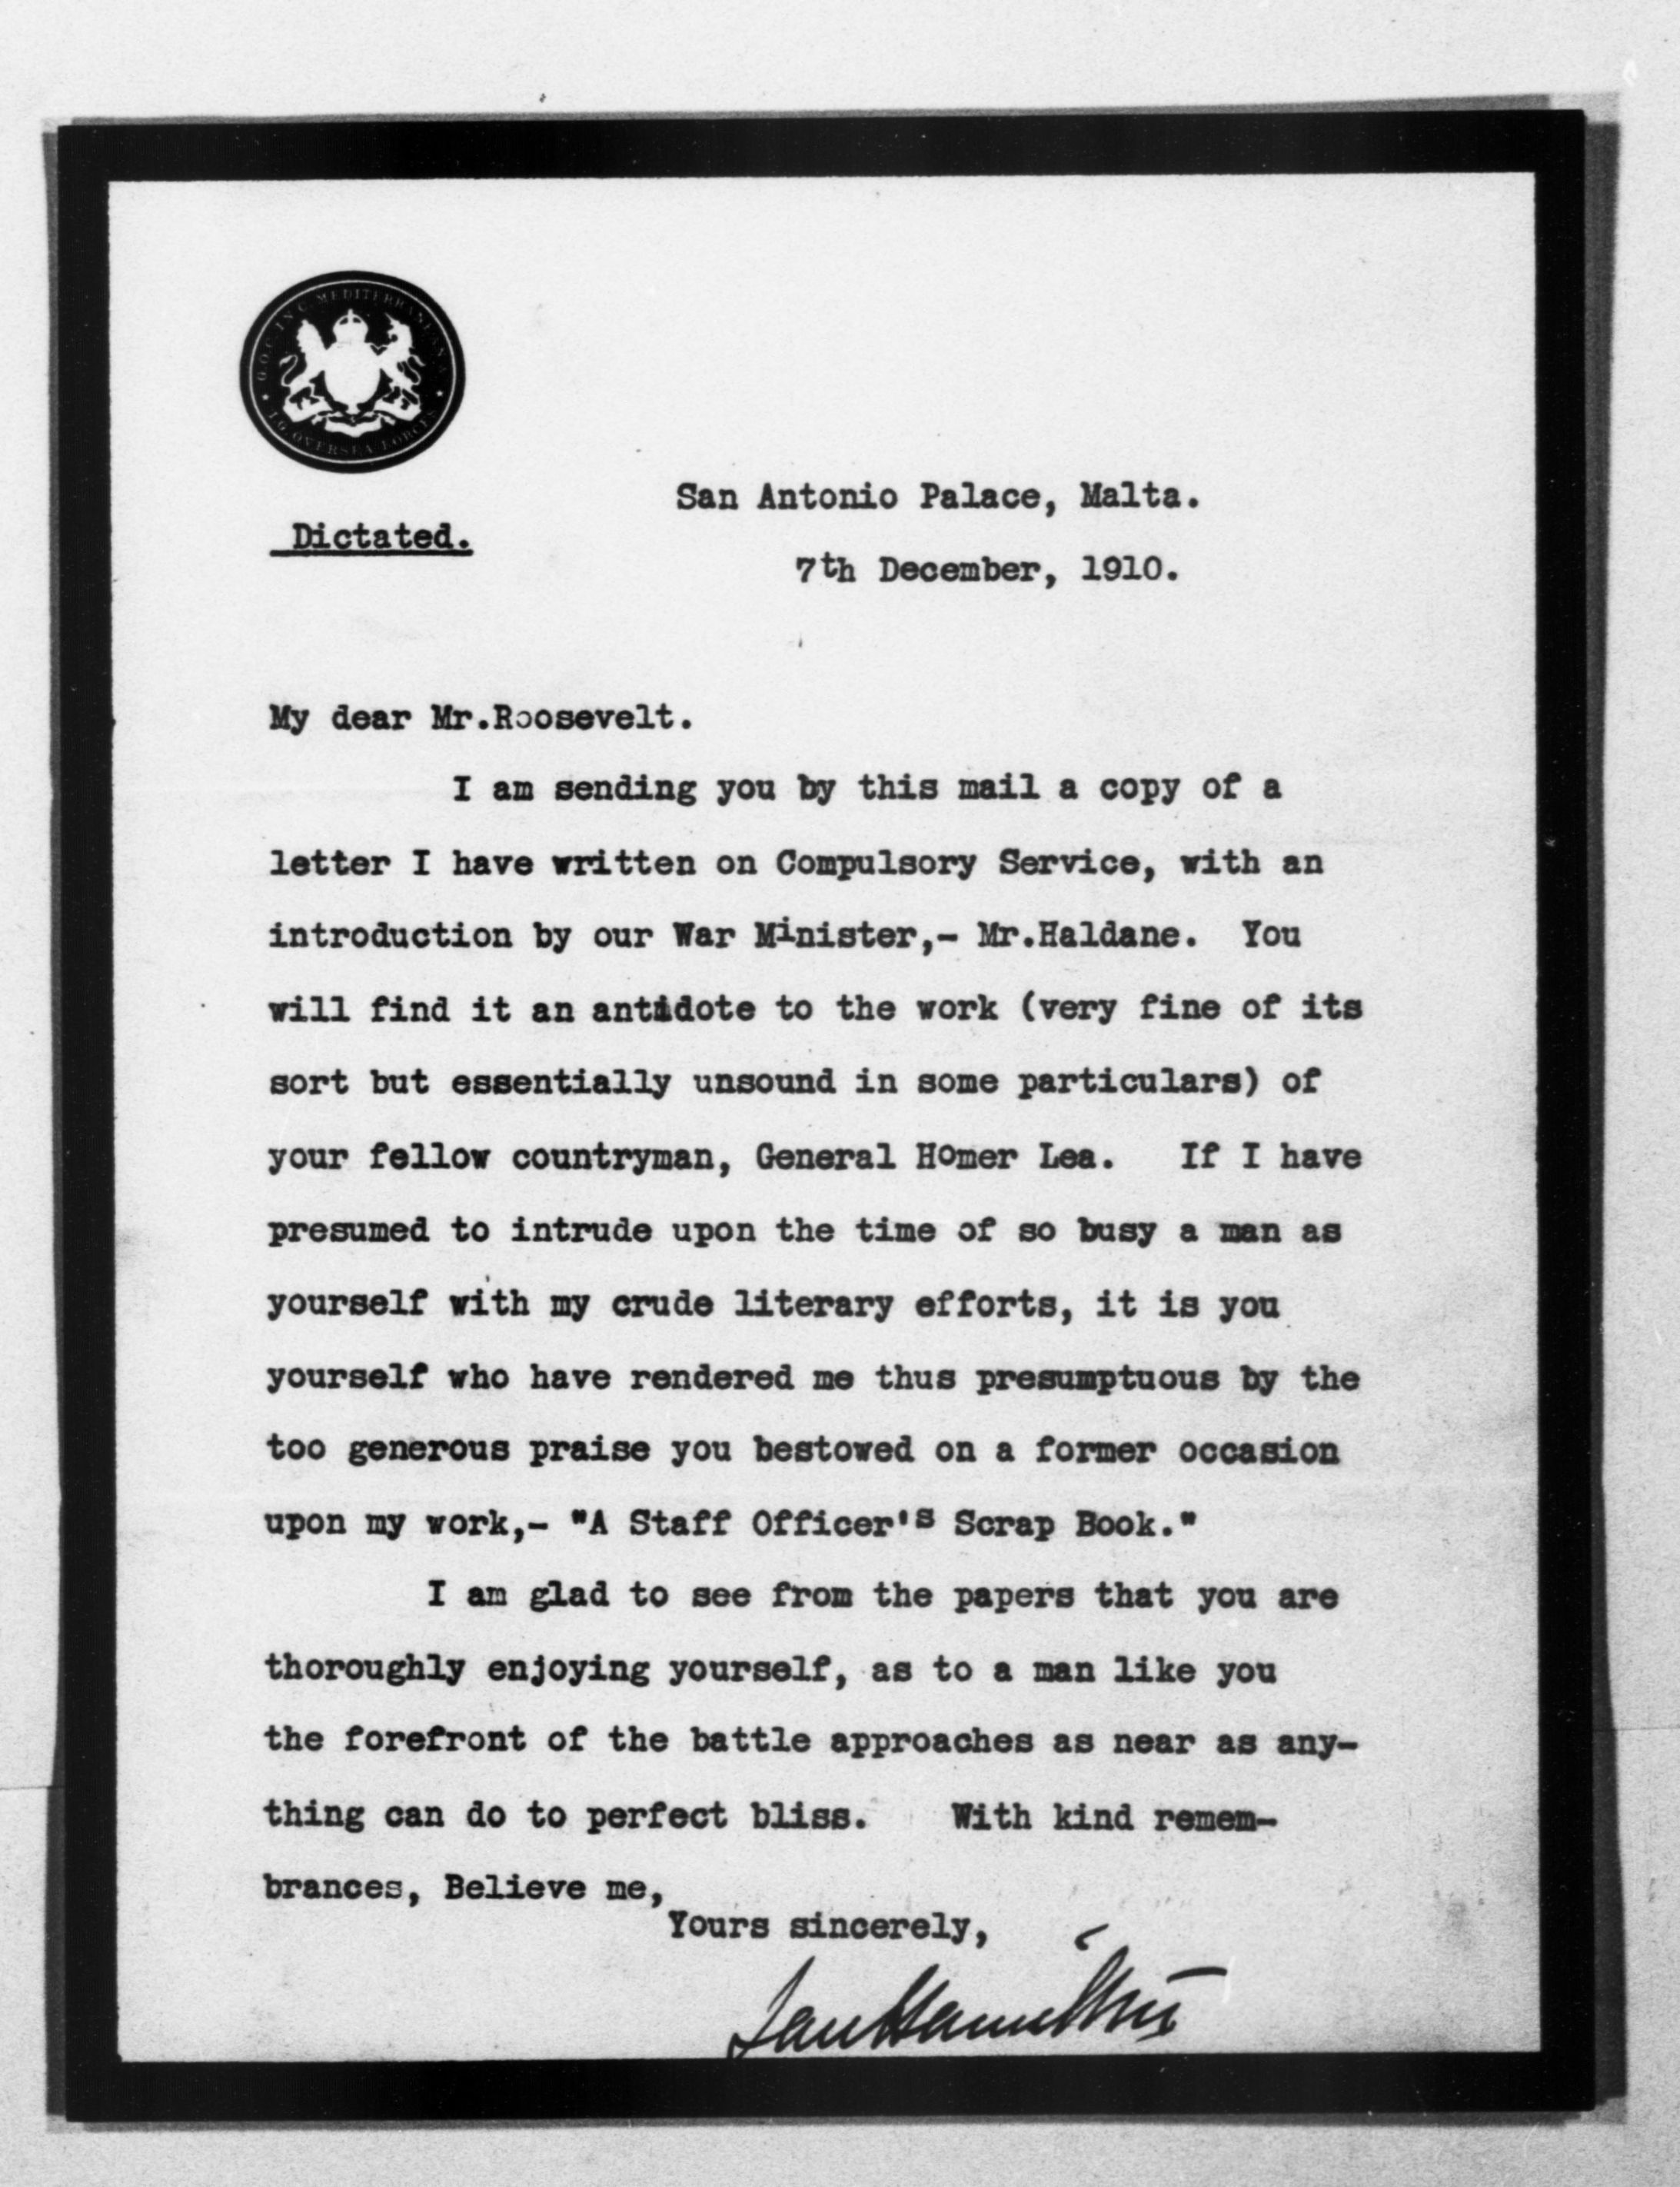 G.O.C. IN C. MEDITERRANEAN &
I.G. OVERSEA FORCES
San Antonio Palace, Malta.
Dictated.
7th December, 1910.
My dear Mr.Roosevelt.
I am sending you by this mail a copy of a
letter I have written on Compulsory Service, with an
introduction by our War Minister,- Mr.Haldane. You
will find it an antidote to the work (very fine of its
sort but essentially unsound in some particulars) of
your fellow countryman, General Homer Lea. If I have
presumed to intrude upon the time of so busy a man as
yourself with my crude literary efforts, it is you
yourself who have rendered me thus presumptuous by the
too generous praise you bestowed on a former occasion
upon my work,- "A Staff Officer's Scrap Book."
I am glad to see from the papers that you are
thoroughly enjoying yourself, as to a man like you
the forefront of the battle approaches as near as any-
thing can do to perfect bliss. With kind remem-
brances, Believe me,
Yours sincerely,
Ian Hamilton